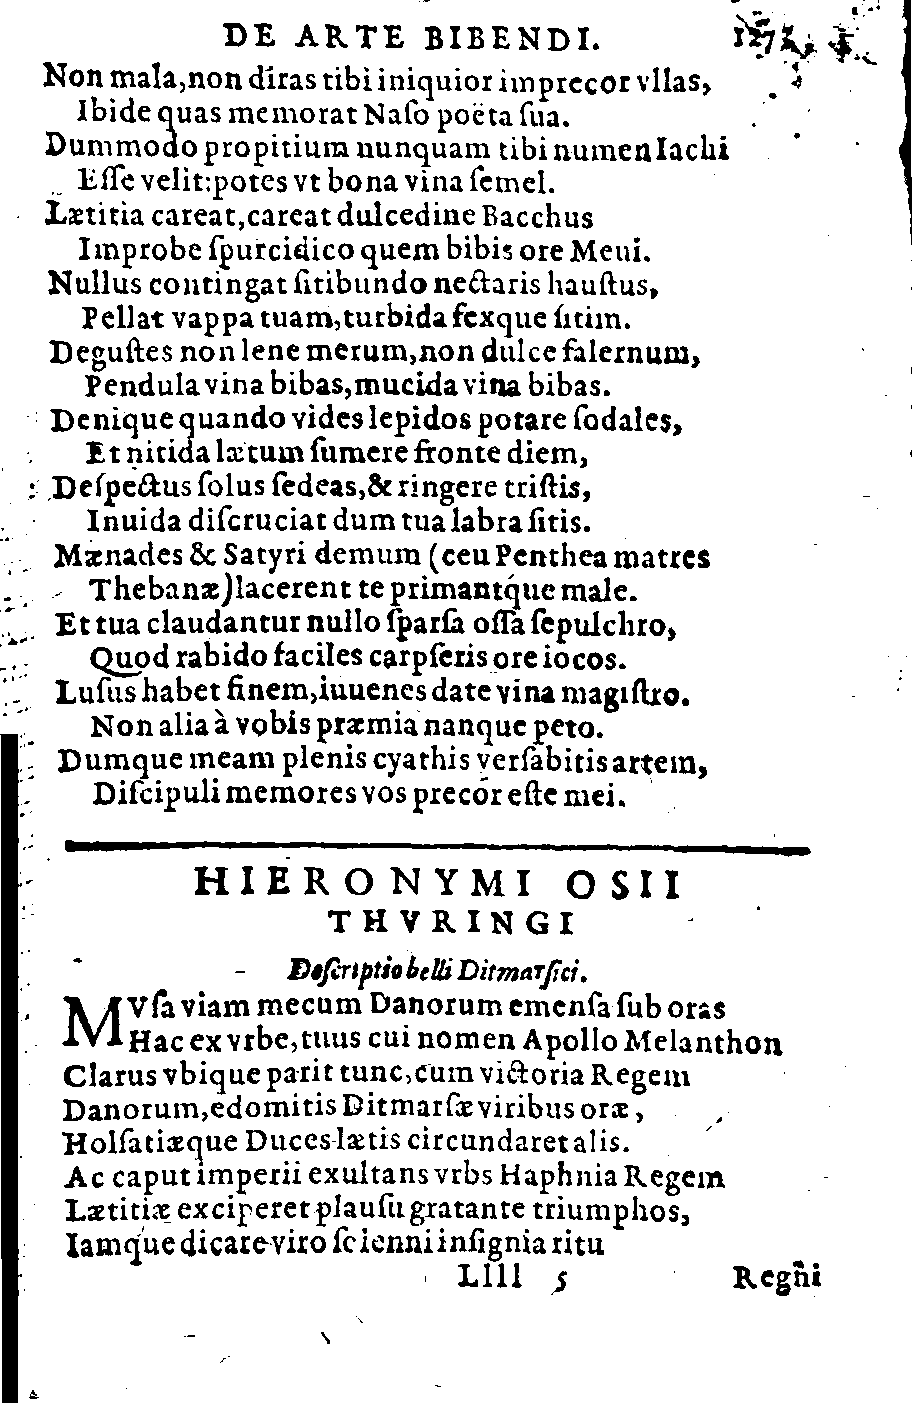 DE ARTE BIBENDI. 1273
Non mala,non diras tibi iniquior imprecor vllas,
Ibide quas memorat Naſo poëta ſua.
Dummodo propitium nunquam tibi numen Iachi
Eſſe velit:potes vt bona vina ſemel.
Lætitia careat,careat dulcedine Bacchus
Improbe ſpurcidico quem bibis ore Meui.
Nullus contingat ſitibundo nectaris hauſtus,
Pellat vappa tuam,turbida fexque ſitim.
Deguſtes non lene merum,non dulce falernum,
Pendula vina bibas,mucida vina bibas.
Denique quando vides lepidos potare ſodales,
Et nitida lætum ſumere fronte diem,
Deſpectus ſolus ſedeas,& ringere triſtis,
Inuida diſcruciat dum tua labra ſitis.
Mænades & Satyri demum (ceu Penthea matres
Thebanæ)lacerent te primantq́ue male.
Et tua claudantur nullo ſparſa oſſa ſepulchro,
Quod rabido faciles carpſeris ore iocos.
Luſus habet finem,iuuenes date vina magiſtro.
Non alia à vobis præmia nanque peto.
Dumque meam plenis cyathis verſabitis artem,
Diſcipuli memores vos precor eſte mei.
HIERONYMI OSII
THVRINGI
Deſcriptio belli Ditmarſici.
MVſa viam mecum Danorum emenſa ſub oras
Hac ex vrbe,tuus cui nomen Apollo Melanthon
Clarus vbique parit tunc,cum victoria Regem
Danorum,edomitis Ditmarſæ viribus oræ,
Holſatiæque Duces lætis circundaret alis.
Ac caput imperii exultans vrbs Haphnia Regem
Lætitiæ exciperet plauſu gratante triumphos,
Iamq́ue dicare viro ſolenni inſignia ritu
Llll 5 Regni